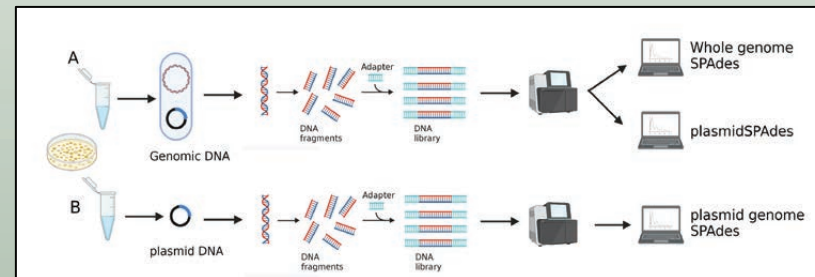 A
Genomic DNA
DNA
fragments
Adapter
DNA
library
Whole genome
SPAdes
plasmidSPAdes
B
plasmid DNA
DNA
fragments
Adapter
DNA
library
plasmid genome
SPAdes